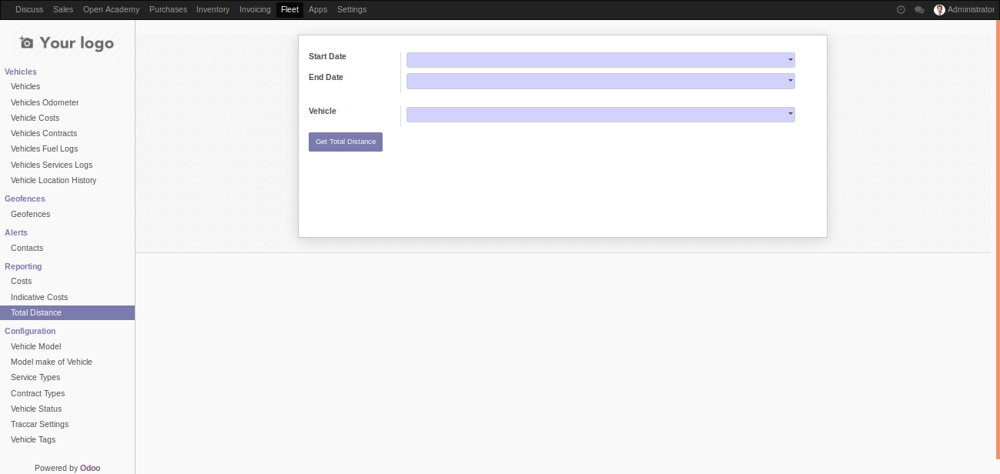 Discuss Sales Open Academy Purchases Inventory Invoicing Fleet Apps Settings Administrator
Your logo
Vehicles
Vehicles
Vehicles Odometer
Vehicle Costs
Vehicles Contracts
Vehicles Fuel Logs
Vehicles Services Logs
Vehicle Location History
Geofences
Geofences
Alerts
Contacts
Reporting
Costs
Indicative Costs
Total Distance
Configuration
Vehicle Model
Model make of Vehicle
Service Types
Contract Types
Vehicle Status
Traccar Settings
Vehicle Tags
Powered by Odoo
Start Date
End Date
Vehicle
Get Total Distance